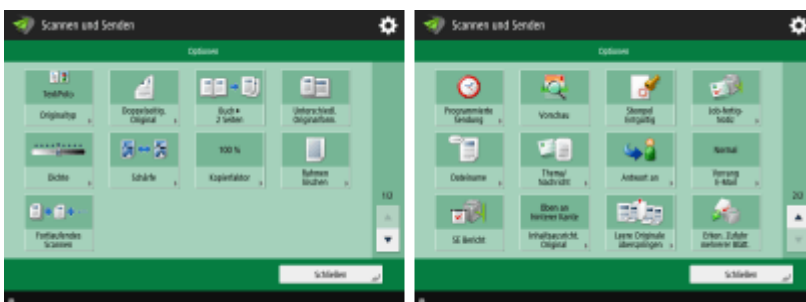 Scannen und Senden
Optionen
Text/Foto
Originaltyp
Doppelseitig.
Original
Buch
2 Seiten
Unterschiedl.
Originalform.
Dichte
Schärfe
100 %
Kopierfaktor
Rahmen
löschen
Fortlaufendes
Scannen
1/2
Schließen
Scannen und Senden
Optionen
Programmierte
Sendung
Vorschau
Stempel
Job-fertig-
Notiz
Dateiname
Thema/
Nachricht
Antwort an
Normal
Vorrang
E-Mail
SE Bericht
Oben an
hinterer Kante
Inhaltsausricht.
Original
Leere Originale
überspringen
Erken. Zufuhr
mehrerer Blätt.
2/2
Schließen